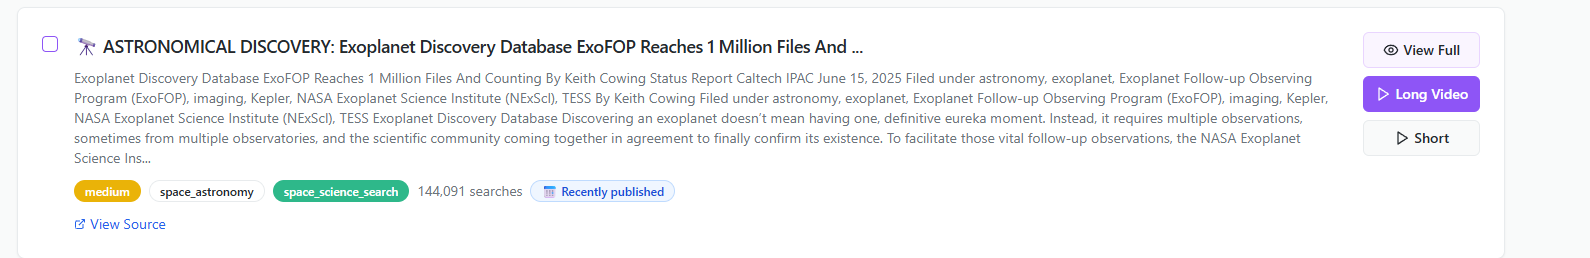 ASTRONOMICAL DISCOVERY: Exoplanet Discovery Database ExoFOP Reaches 1 Million Files And ...
Exoplanet Discovery Database ExoFOP Reaches 1 Million Files And Counting By Keith Cowing Status Report Caltech IPAC June 15, 2025 Filed under astronomy, exoplanet, Exoplanet Follow-up Observing
Program (ExoFOP), imaging, Kepler, NASA Exoplanet Science Institute (NExScI), TESS By Keith Cowing Filed under astronomy, exoplanet, Exoplanet Follow-up Observing Program (ExoFOP), imaging, Kepler,
NASA Exoplanet Science Institute (NExScI), TESS Exoplanet Discovery Database Discovering an exoplanet doesn't mean having one, definitive eureka moment. Instead, it requires multiple observations,
sometimes from multiple observatories, and the scientific community coming together in agreement to finally confirm its existence. To facilitate those vital follow-up observations, the NASA Exoplanet
Science Ins...
medium space_astronomy space_science_search 144,091 searches Recently published
View Source
View Full
Long Video
Short